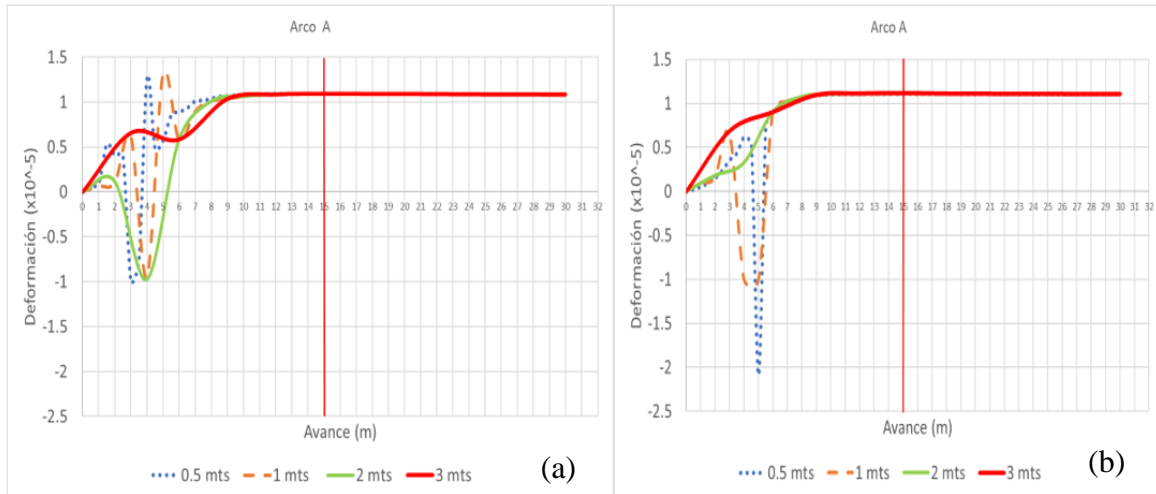 Arco A
1.5
1
0.5
0
-0.5
-1
-1.5
-2
-2.5
0 1 2 3 4 5 6 7 8 9 10 11 12 13 14 15 16 17 18 19 20 21 22 23 24 25 26 27 28 29 30 31 32
Deformación (x10^-5)
Avance (m)
0.5 mts 1 mts 2 mts 3 mts
(a)
Arco A
1.5
1
0.5
0
-0.5
-1
-1.5
-2
-2.5
0 1 2 3 4 5 6 7 8 9 10 11 12 13 14 15 16 17 18 19 20 21 22 23 24 25 26 27 28 29 30 31 32
Deformación (x10^-5)
Avance (m)
0.5 mts 1 mts 2 mts 3 mts
(b)